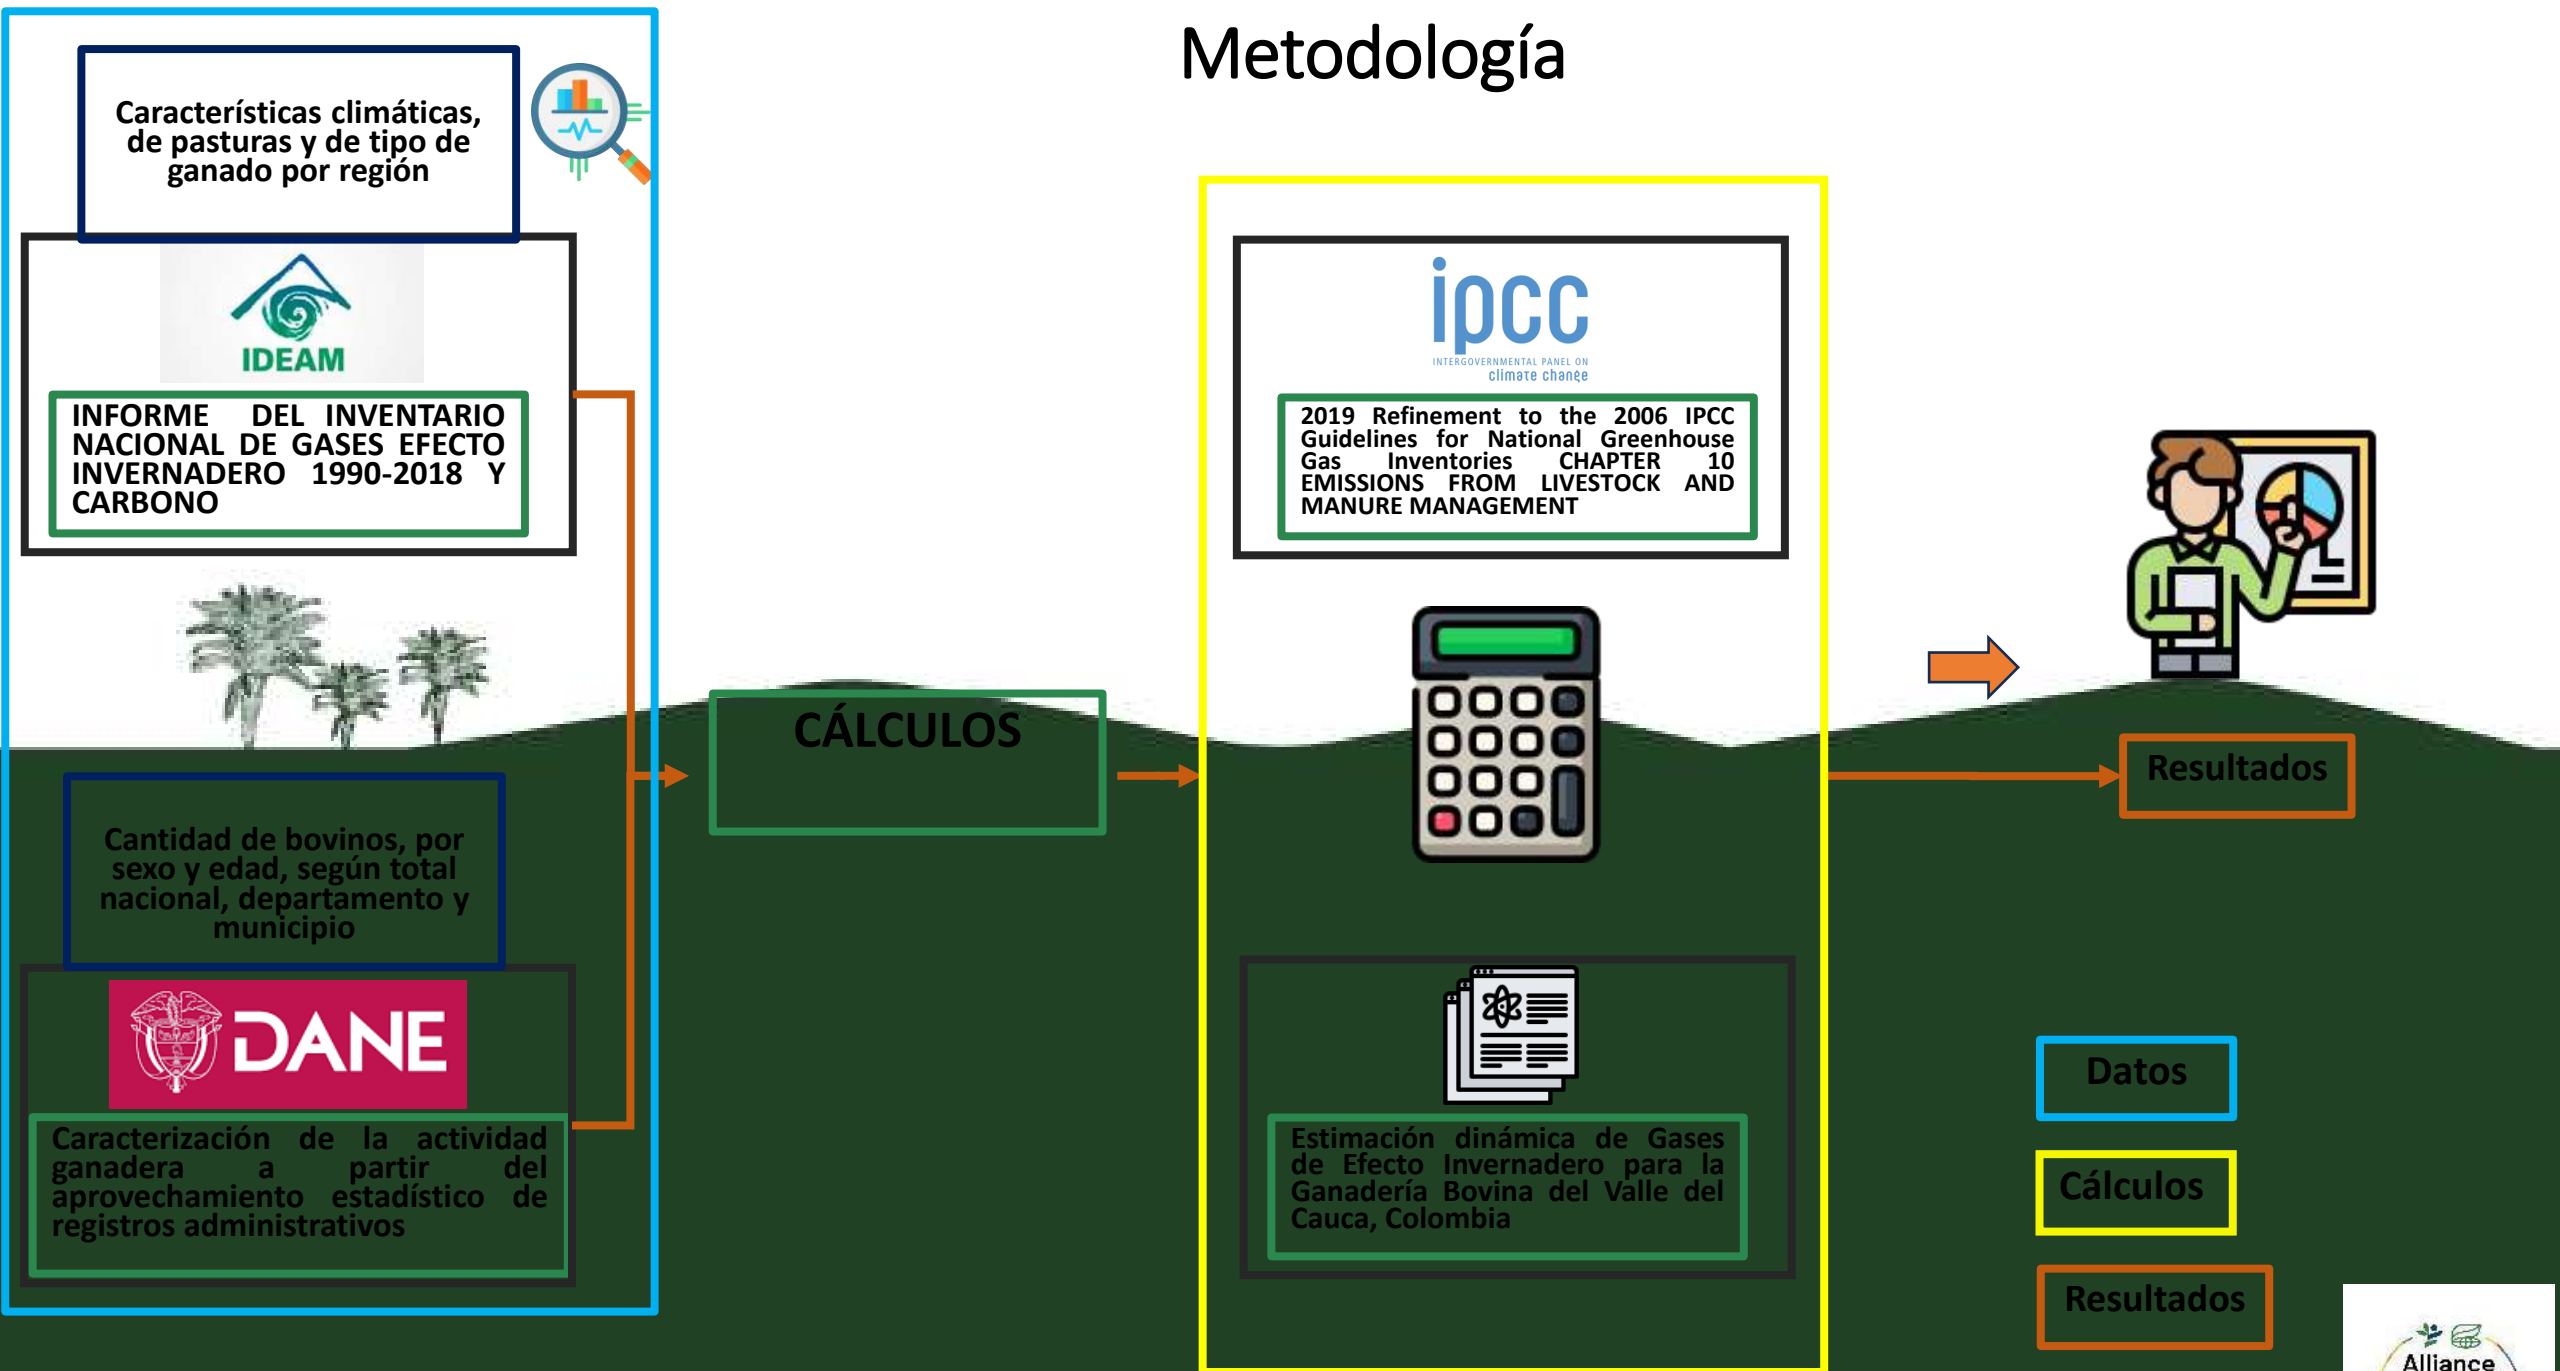 Metodología
Características climáticas,
de pasturas y de tipo de
ganado por región
IDEAM
INFORME DEL INVENTARIO
NACIONAL DE GASES EFECTO
INVERNADERO 1990-2018 Y
CARBONO
Cantidad de bovinos, por
sexo y edad, según total
nacional, departamento y
municipio
DANE
Caracterización de la actividad
ganadera a partir del
aprovechamiento estadístico de
registros administrativos
CÁLCULOS
ipcc
INTERGOVERNMENTAL PANEL ON
climate change
2019 Refinement to the 2006 IPCC
Guidelines for National Greenhouse
Gas Inventories CHAPTER 10
EMISSIONS FROM LIVESTOCK AND
MANURE MANAGEMENT
Estimación dinámica de Gases
de Efecto Invernadero para la
Ganadería Bovina del Valle del
Cauca, Colombia
Resultados
Datos
Cálculos
Resultados
Alliance